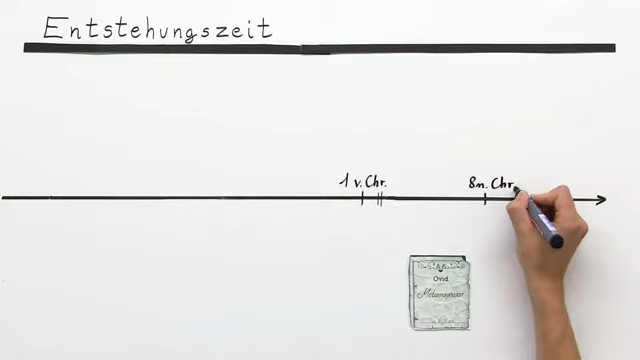 Entstehungszeit
1 v. Chr.
8 n. Chr.
Ovid
Metamorphosen